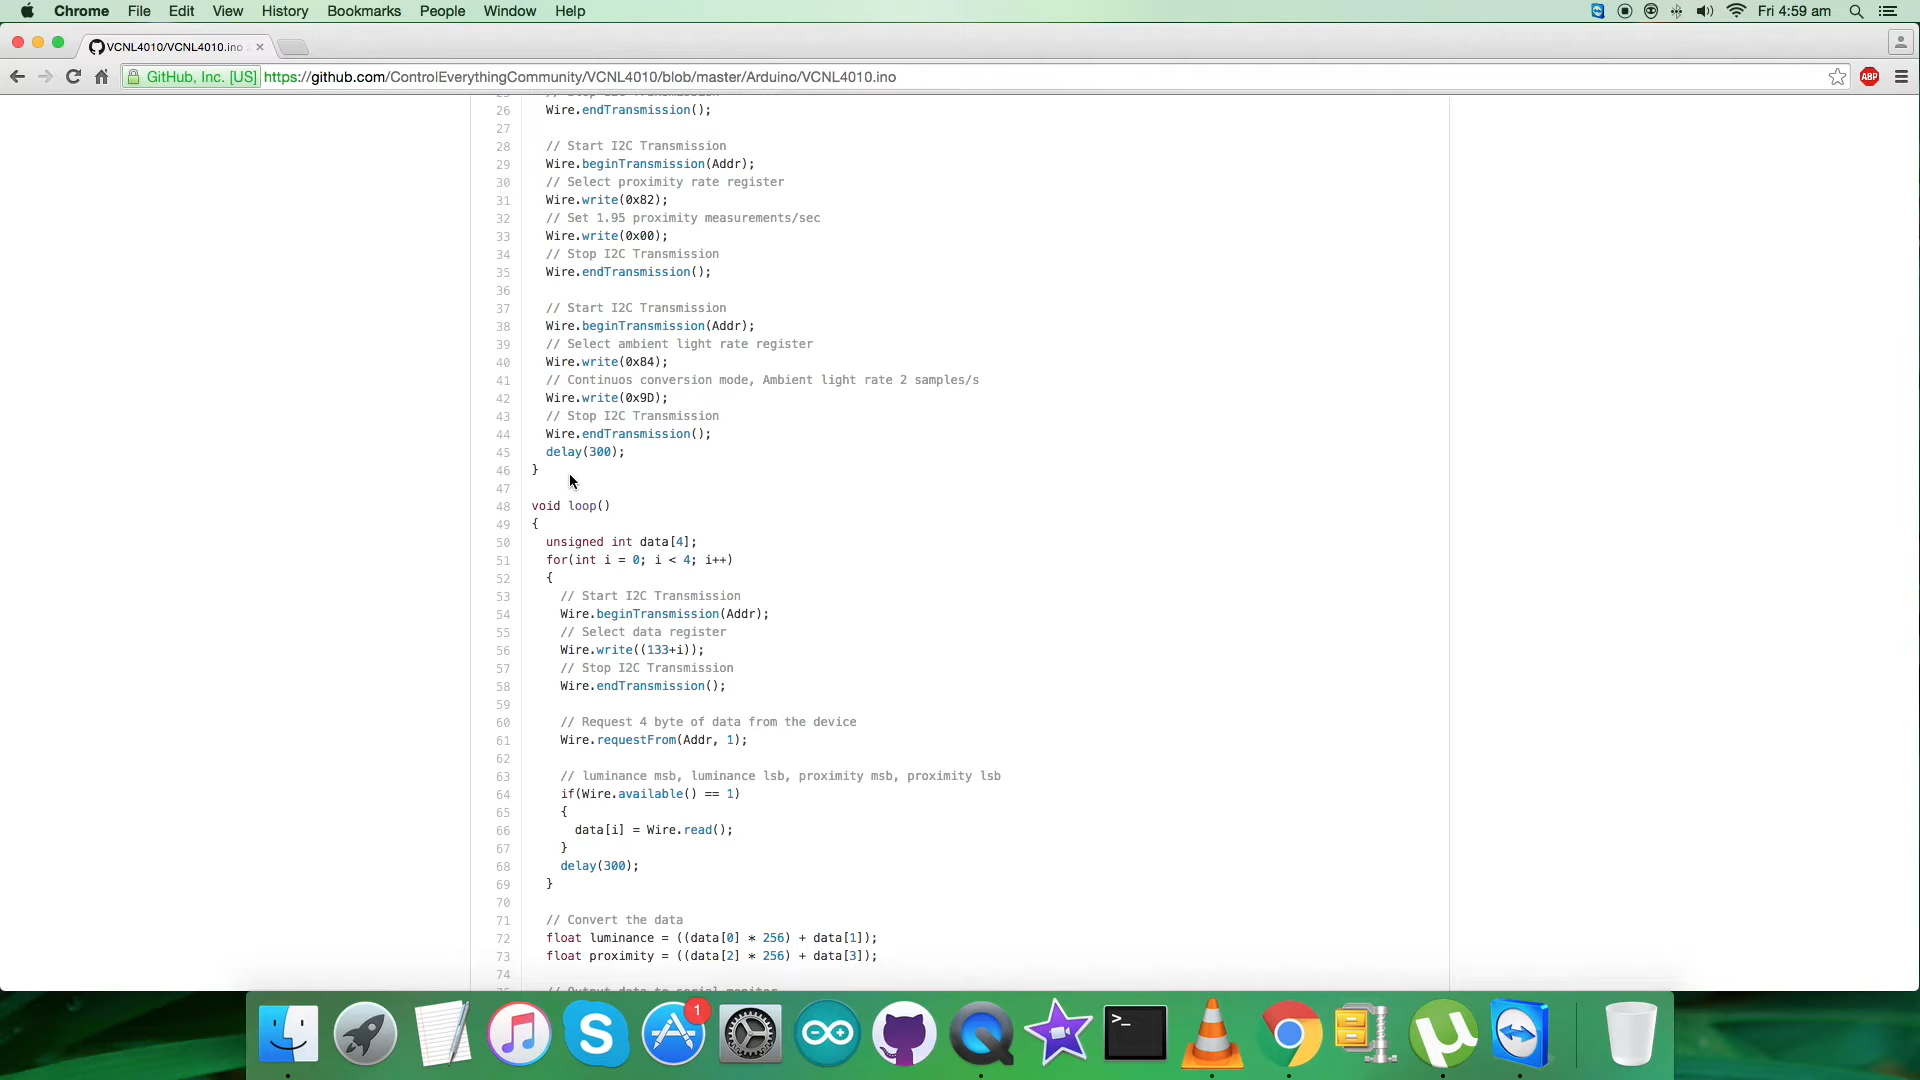 Chrome File Edit View History Bookmarks People Window Help Fri 4:59 am
VCNL4010/VCNL4010.ino
GitHub, Inc. [US] https://github.com/ControlEverythingCommunity/VCNL4010/blob/master/Arduino/VCNL4010.ino
ABP
26 Wire.endTransmission();
27
28 // Start I2C Transmission
29 Wire.beginTransmission(Addr);
30 // Select proximity rate register
31 Wire.write(0x82);
32 // Set 1.95 proximity measurements/sec
33 Wire.write(0x00);
34 // Stop I2C Transmission
35 Wire.endTransmission();
36
37 // Start I2C Transmission
38 Wire.beginTransmission(Addr);
39 // Select ambient light rate register
40 Wire.write(0x84);
41 // Continuos conversion mode, Ambient light rate 2 samples/s
42 Wire.write(0x9D);
43 // Stop I2C Transmission
44 Wire.endTransmission();
45 delay(300);
46 }
47
48 void loop()
49 {
50 unsigned int data[4];
51 for(int i = 0; i < 4; i++)
52 {
53 // Start I2C Transmission
54 Wire.beginTransmission(Addr);
55 // Select data register
56 Wire.write((133+i));
57 // Stop I2C Transmission
58 Wire.endTransmission();
59
60 // Request 4 byte of data from the device
61 Wire.requestFrom(Addr, 1);
62
63 // luminance msb, luminance lsb, proximity msb, proximity lsb
64 if(Wire.available() == 1)
65 {
66 data[i] = Wire.read();
67 }
68 delay(300);
69 }
70
71 // Convert the data
72 float luminance = ((data[0] * 256) + data[1]);
73 float proximity = ((data[2] * 256) + data[3]);
74
1
>_